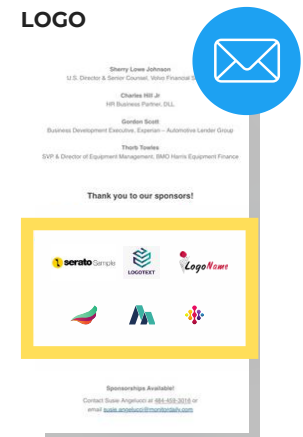 LOGO
Sherry Lowe Johnson
U.S. Director & Senior Counsel, Volvo Financial S
Charles Hill Jr
HR Business Partner, DLL
Gordon Scott
Business Development Executive, Experian – Automotive Lender Group
Thorb Towles
SVP & Director of Equipment Management, BMO Harris Equipment Finance
Thank you to our sponsors!
serato Sample
LOGOTEXT
LogoName
Sponsorships Available!
Contact Susie Angelucci at 484-459-3016 or
email susie.angelucci@monitordaily.com